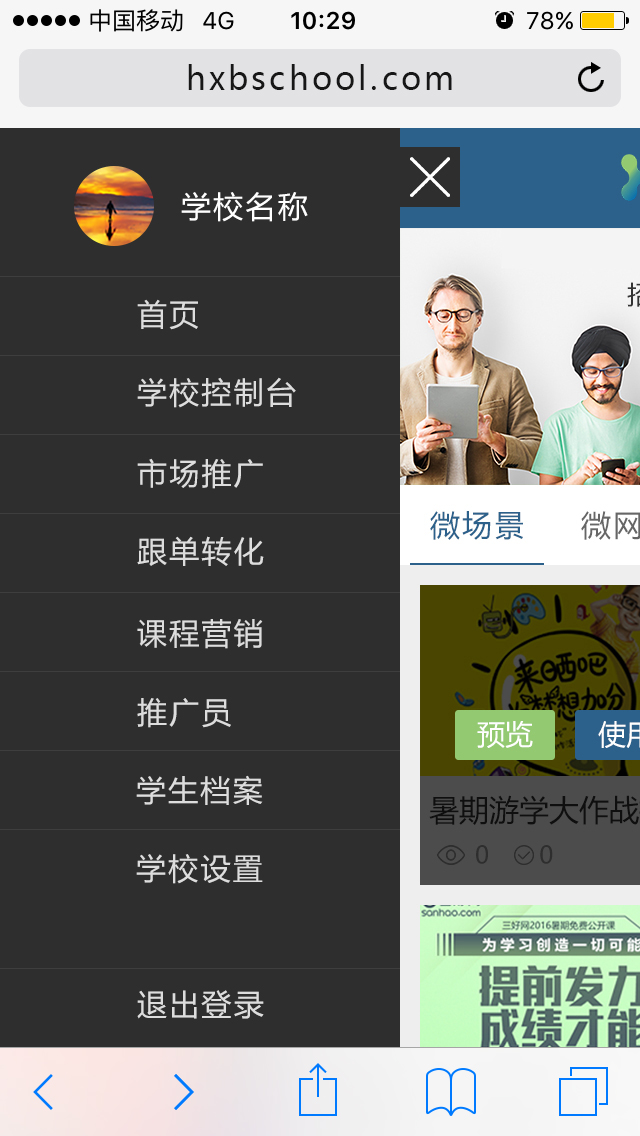 中国移动 4G 10:29 78%
hxbschool.com
学校名称
首页
学校控制台
市场推广
跟单转化
课程营销
推广员
学生档案
学校设置
退出登录
微场景 微网
来晒吧
梦想加分
预览 使用
暑期游学大作战
0 0
sanhao.com
三好网2016暑期免费公开课
为学习创造一切可能
提前发力
成绩才能